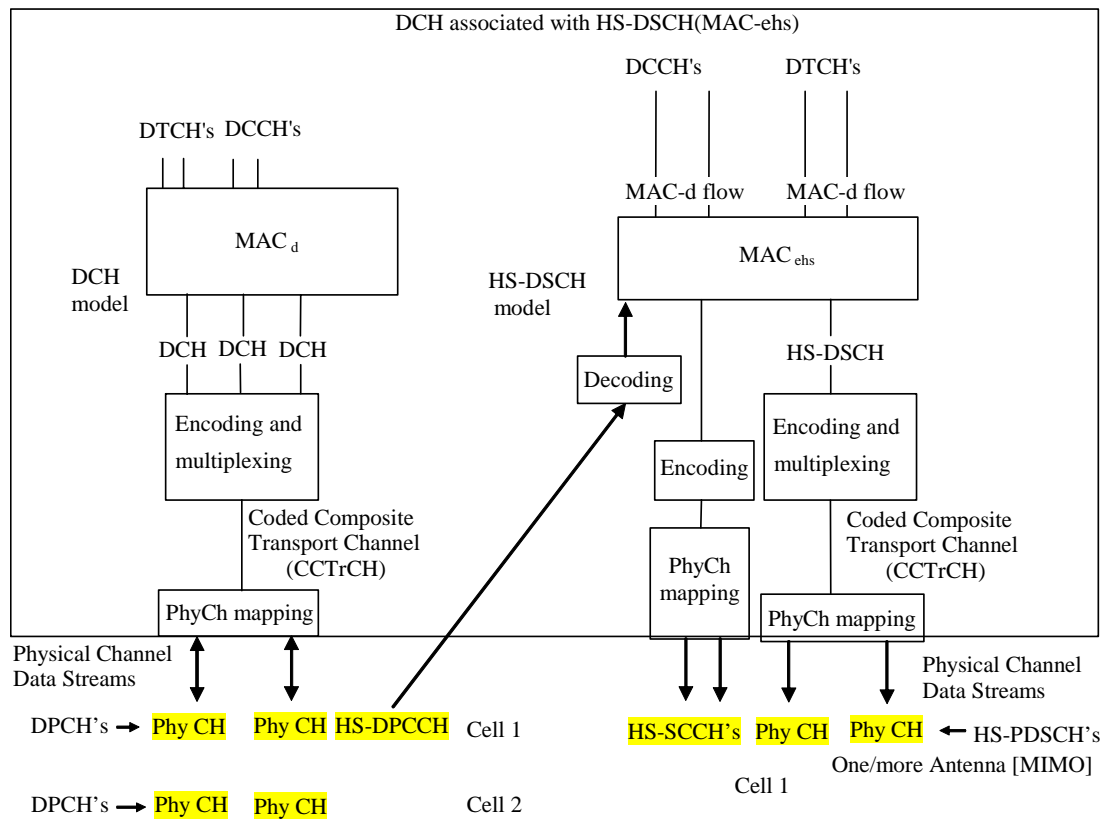 DCH associated with HS-DSCH(MAC-ehs)
DCCH's DTCH's
DTCH's DCCH's
MAC-d flow MAC-d flow
MAC d
MAC ehs
DCH
model
HS-DSCH
model
DCH DCH DCH
HS-DSCH
Decoding
Encoding and
multiplexing
Encoding
Encoding and
multiplexing
Coded Composite
Transport Channel
(CCTrCH)
Coded Composite
Transport Channel
(CCTrCH)
PhyCh
mapping
PhyCh mapping
PhyCh mapping
Physical Channel
Data Streams
Physical Channel
Data Streams
DPCH’s Phy CH Phy CH HS-DPCCH Cell 1
HS-SCCH’s Phy CH Phy CH HS-PDSCH’s
One/more Antenna [MIMO]
Cell 1
DPCH’s Phy CH Phy CH Cell 2